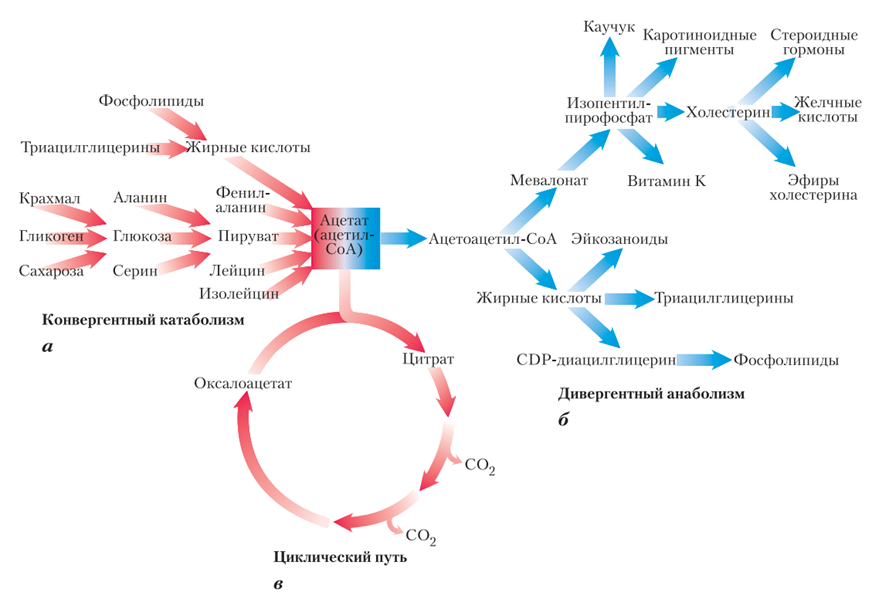 Фосфолипиды
Триацилглицерины
Жирные кислоты
Крахмал
Аланин
Фенил-
аланин
Гликоген
Глюкоза
Пируват
Сахароза
Серин
Лейцин
Изолейцин
Ацетат
(ацетил-
CoA)
Конвергентный катаболизм
а
Каучук
Каротиноидные
пигменты
Стероидные
гормоны
Изопентил-
пирофосфат
Холестерин
Желчные
кислоты
Мевалонат
Витамин K
Эфиры
холестерина
Ацетоацетил-CoA
Эйкозаноиды
Жирные кислоты
Триацилглицерины
CDP-диацилглицерин
Фосфолипиды
Дивергентный анаболизм
б
Цитрат
Оксалоацетат
CO₂
CO₂
Циклический путь
в